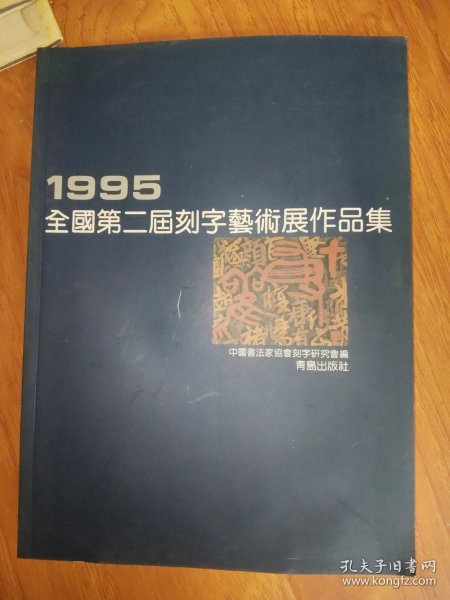 1995
全國第二屆刻字藝術展作品集
中國書法家協會刻字研究會編
青島出版社
孔夫子旧书网
www.kongfz.com